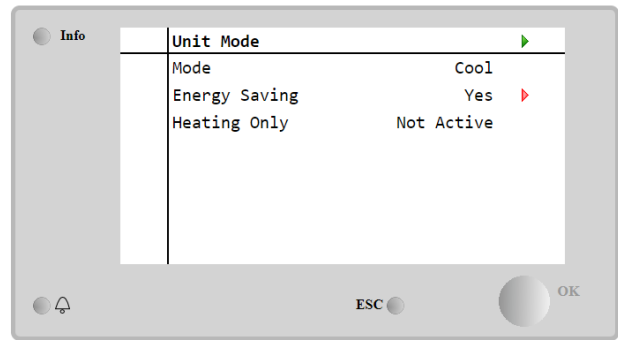 Info
Unit Mode
Mode Cool
Energy Saving Yes
Heating Only Not Active
ESC
OK